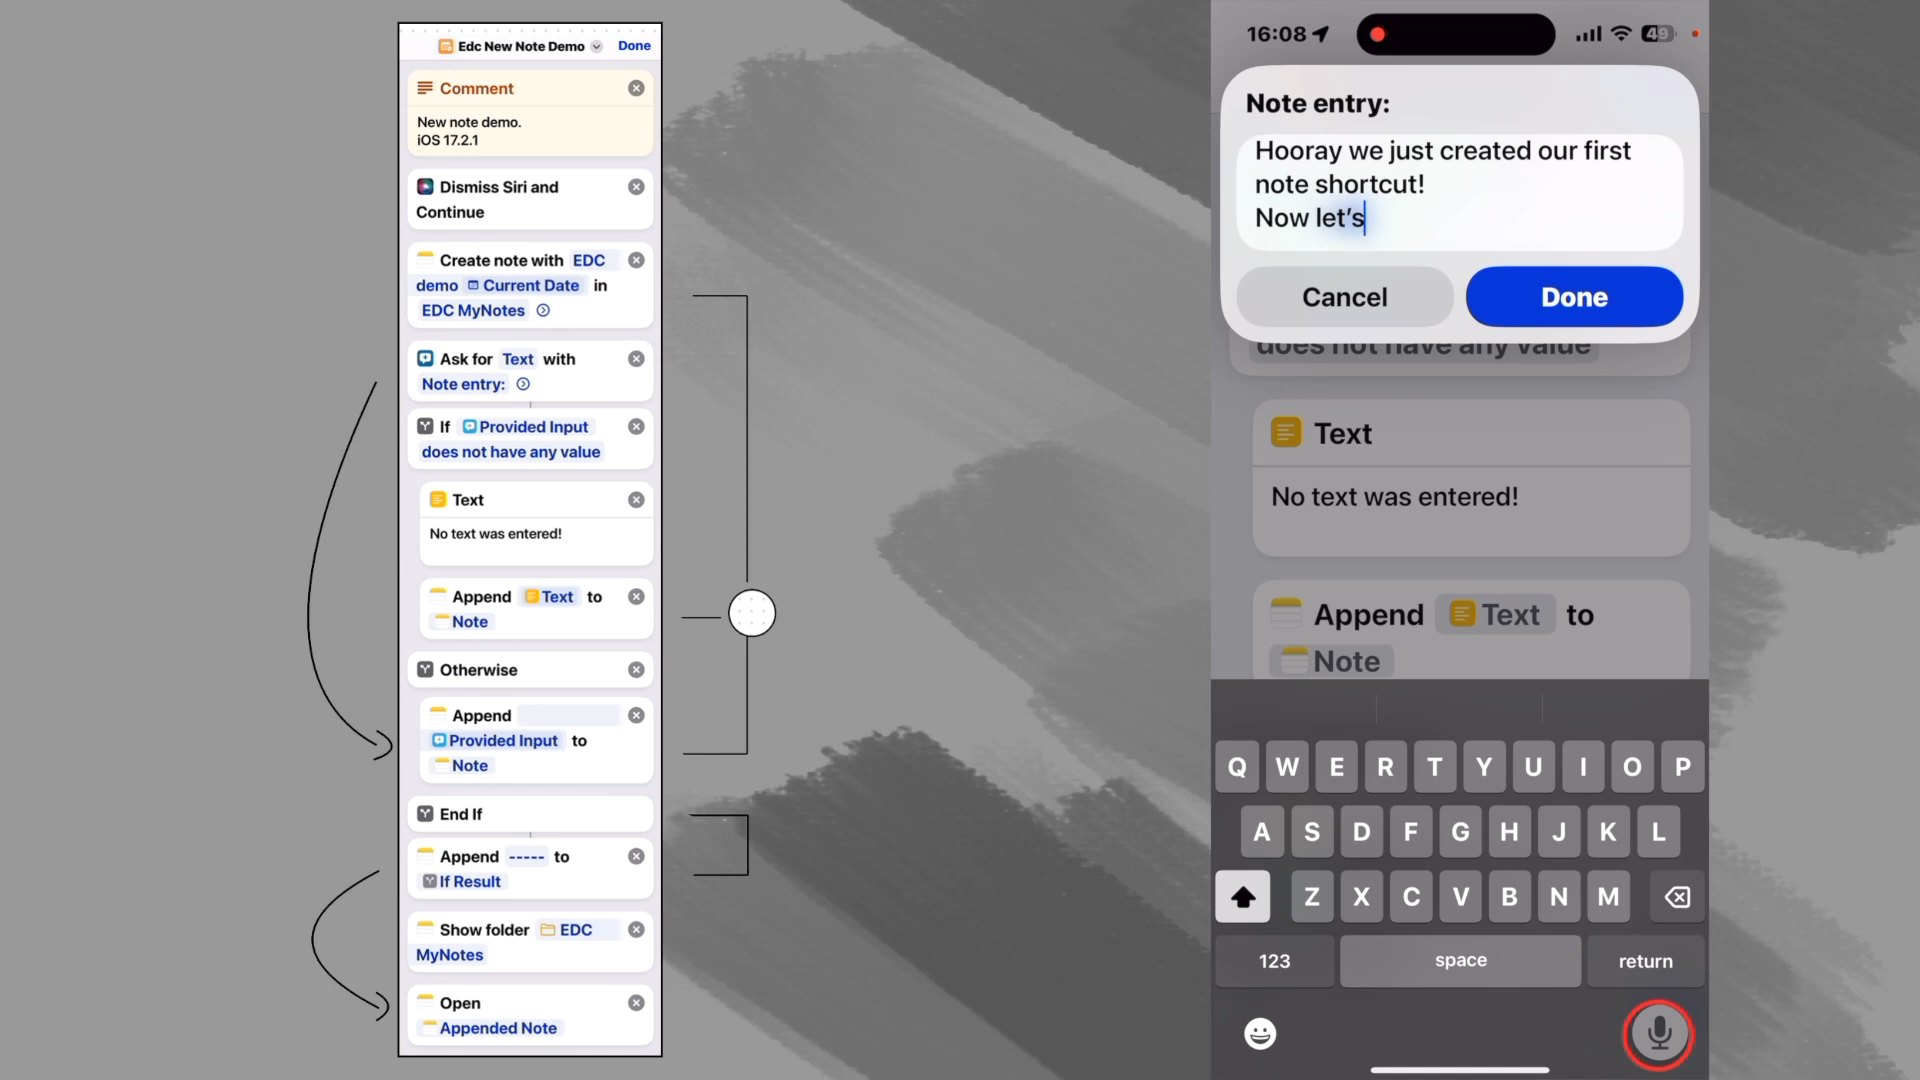 Edc New Note Demo Done
Comment
New note demo.
iOS 17.2.1
Dismiss Siri and
Continue
Create note with EDC
demo Current Date in
EDC MyNotes
Ask for Text with
Note entry:
If Provided Input
does not have any value
Text
No text was entered!
Append Text to
Note
Otherwise
Append
Provided Input to
Note
End If
Append ----- to
If Result
Show folder EDC
MyNotes
Open
Appended Note
16:08 49
Note entry:
Hooray we just created our first
note shortcut!
Now let’s
Cancel Done
does not have any value
Text
No text was entered!
Append Text to
Note
Q W E R T Y U I O P
A S D F G H J K L
Z X C V B N M
123 space return